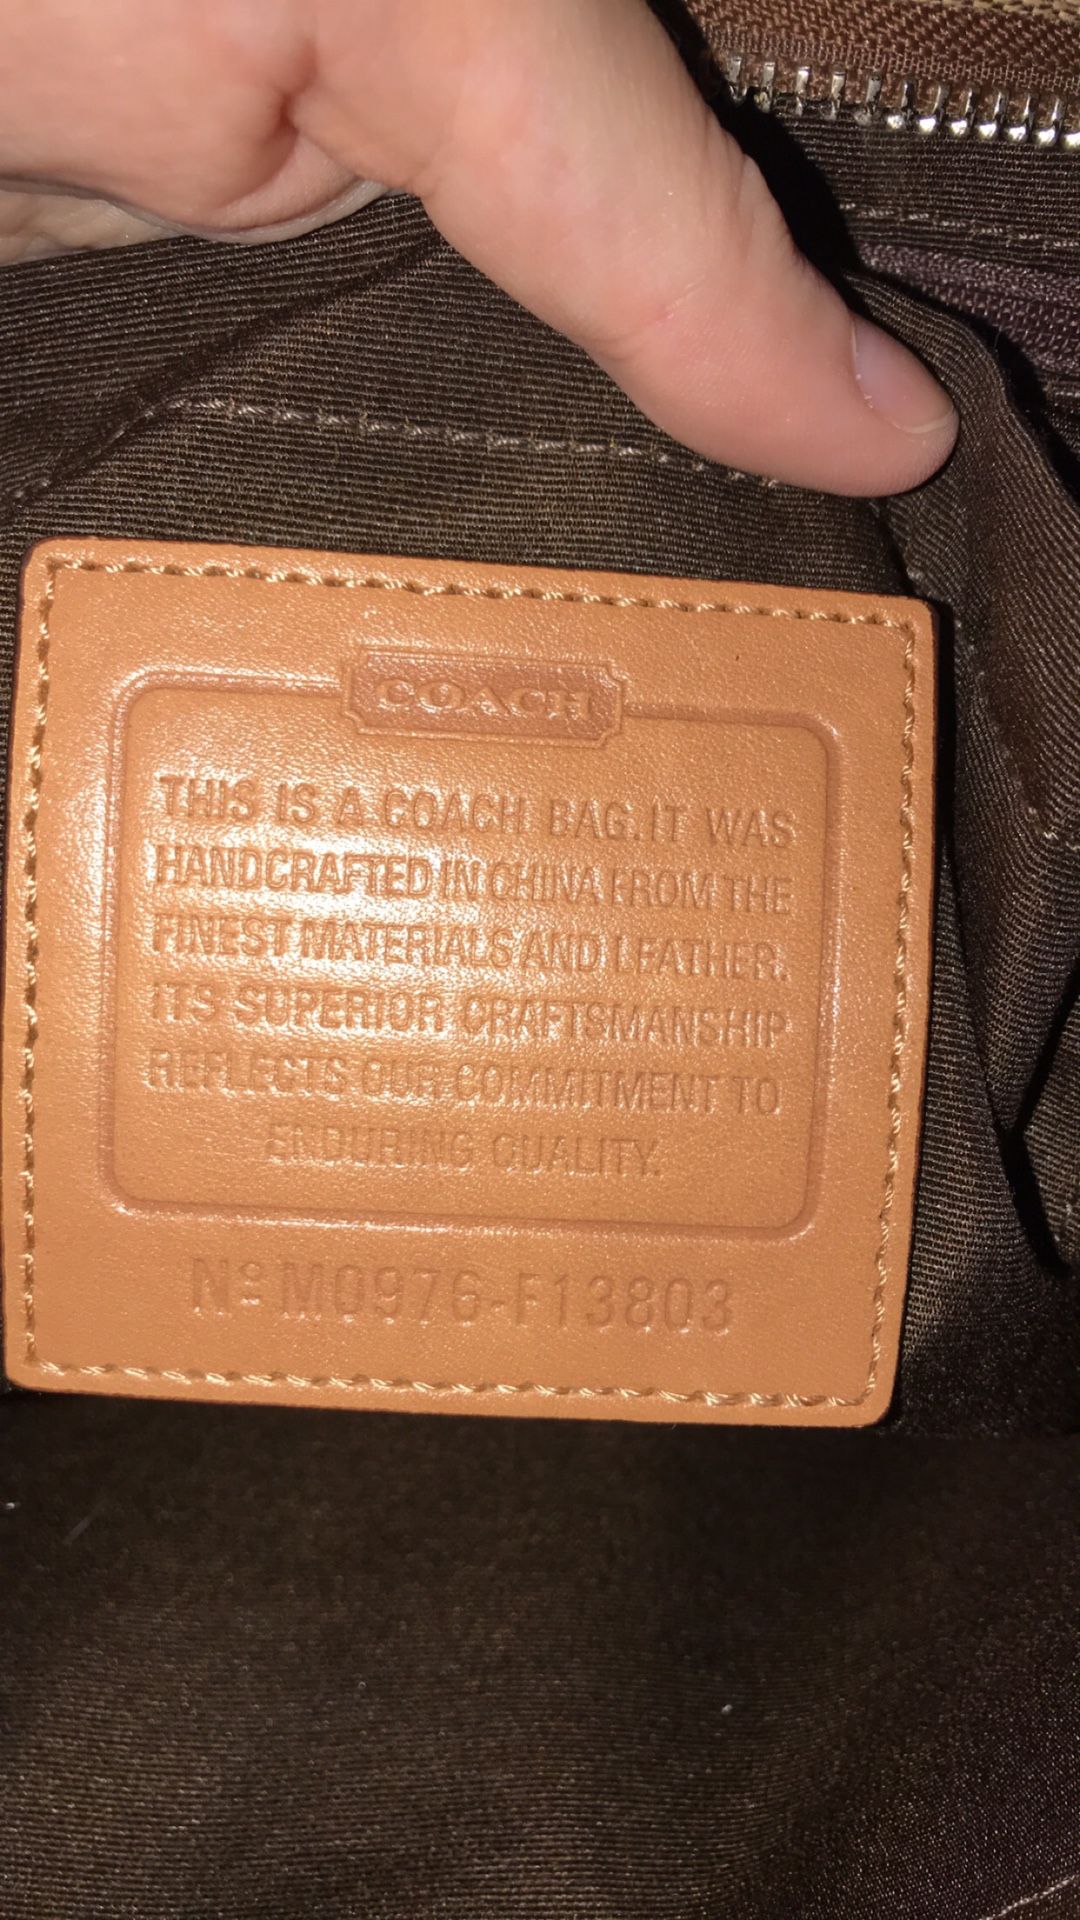 COACH
THIS IS A COACH BAG. IT WAS
HANDCRAFTED IN CHINA FROM THE
FINEST MATERIALS AND LEATHER.
ITS SUPERIOR CRAFTSMANSHIP
REFLECTS OUR COMMITMENT TO
ENDURING QUALITY.
Nº M0976-F13803